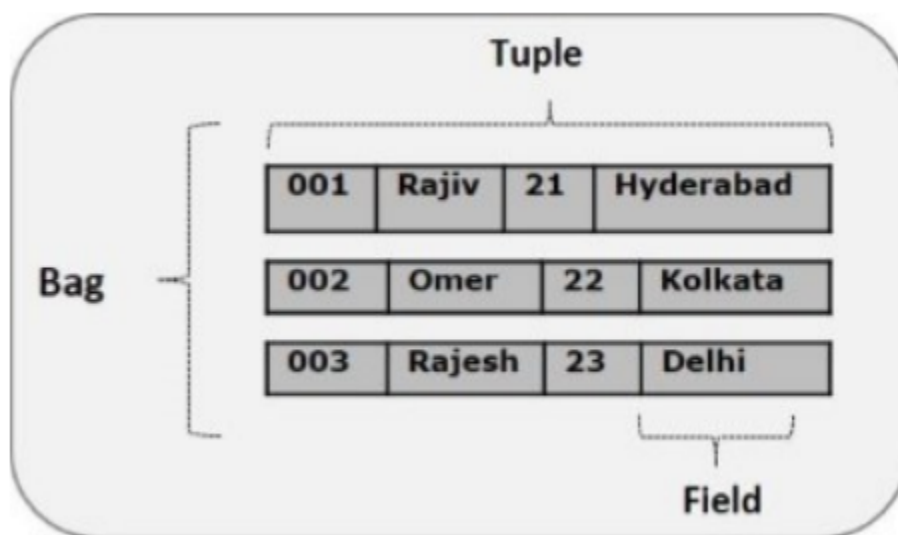 Tuple
001 Rajiv 21 Hyderabad
Bag
002 Omer 22 Kolkata
003 Rajesh 23 Delhi
Field